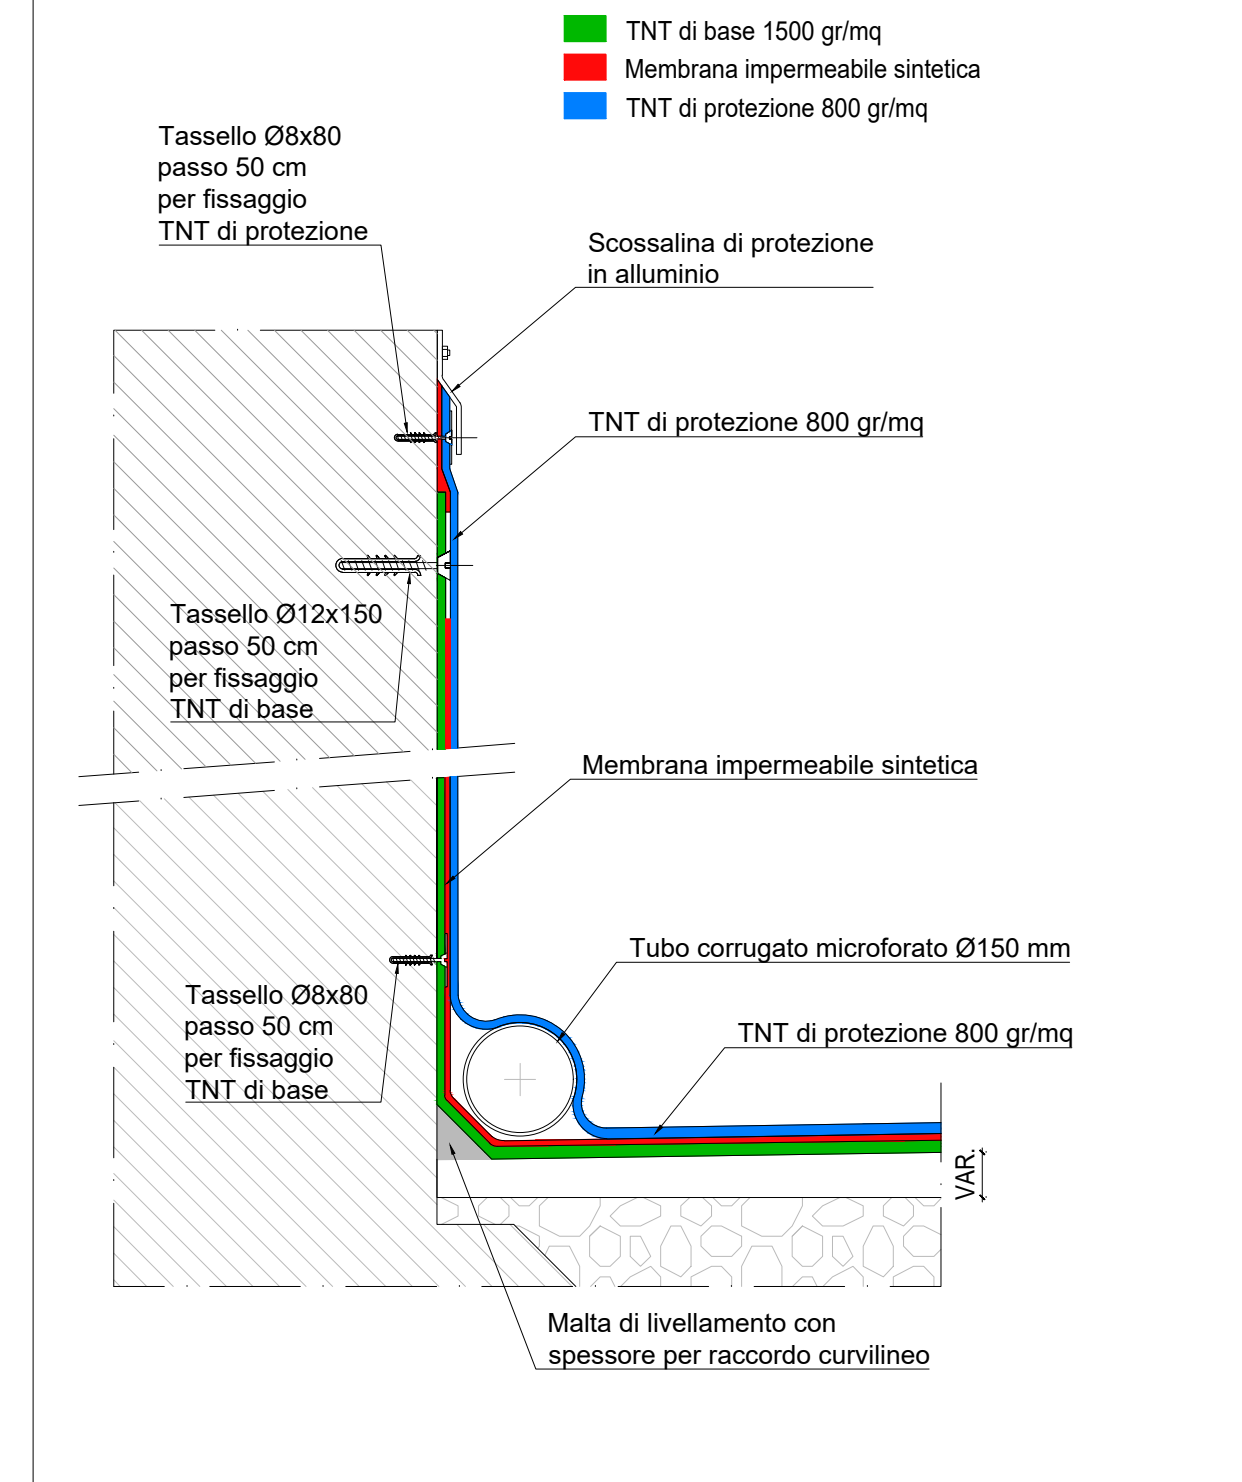 TNT di base 1500 gr/mq
Membrana impermeabile sintetica
TNT di protezione 800 gr/mq
Tassello Ø8x80
passo 50 cm
per fissaggio
TNT di protezione
Scossalina di protezione
in alluminio
TNT di protezione 800 gr/mq
Tassello Ø12x150
passo 50 cm
per fissaggio
TNT di base
Membrana impermeabile sintetica
Tubo corrugato microforato Ø150 mm
Tassello Ø8x80
passo 50 cm
per fissaggio
TNT di base
TNT di protezione 800 gr/mq
VAR.
Malta di livellamento con
spessore per raccordo curvilineo